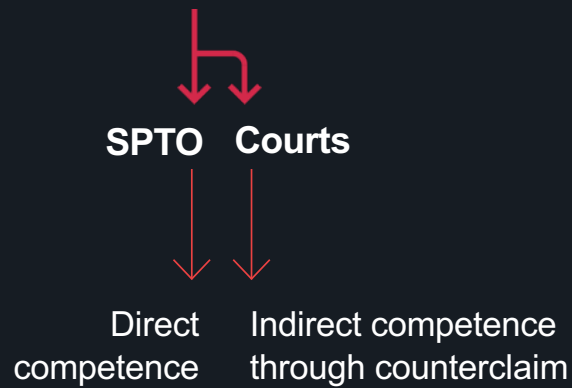 SPTO Courts
Direct competence
Indirect competence through counterclaim